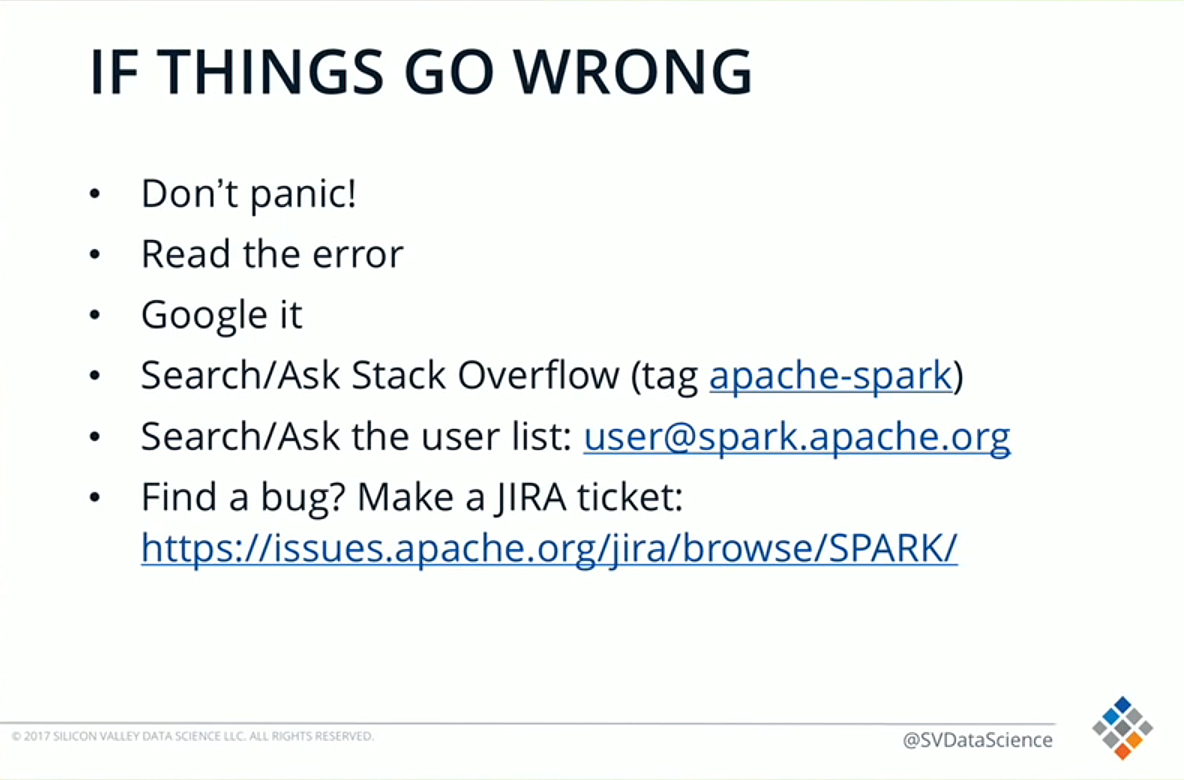 IF THINGS GO WRONG
• Don’t panic!
• Read the error
• Google it
• Search/Ask Stack Overflow (tag apache-spark)
• Search/Ask the user list: user@spark.apache.org
• Find a bug? Make a JIRA ticket:
https://issues.apache.org/jira/browse/SPARK/
© 2017 SILICON VALLEY DATA SCIENCE LLC. ALL RIGHTS RESERVED.
@SVDataScience